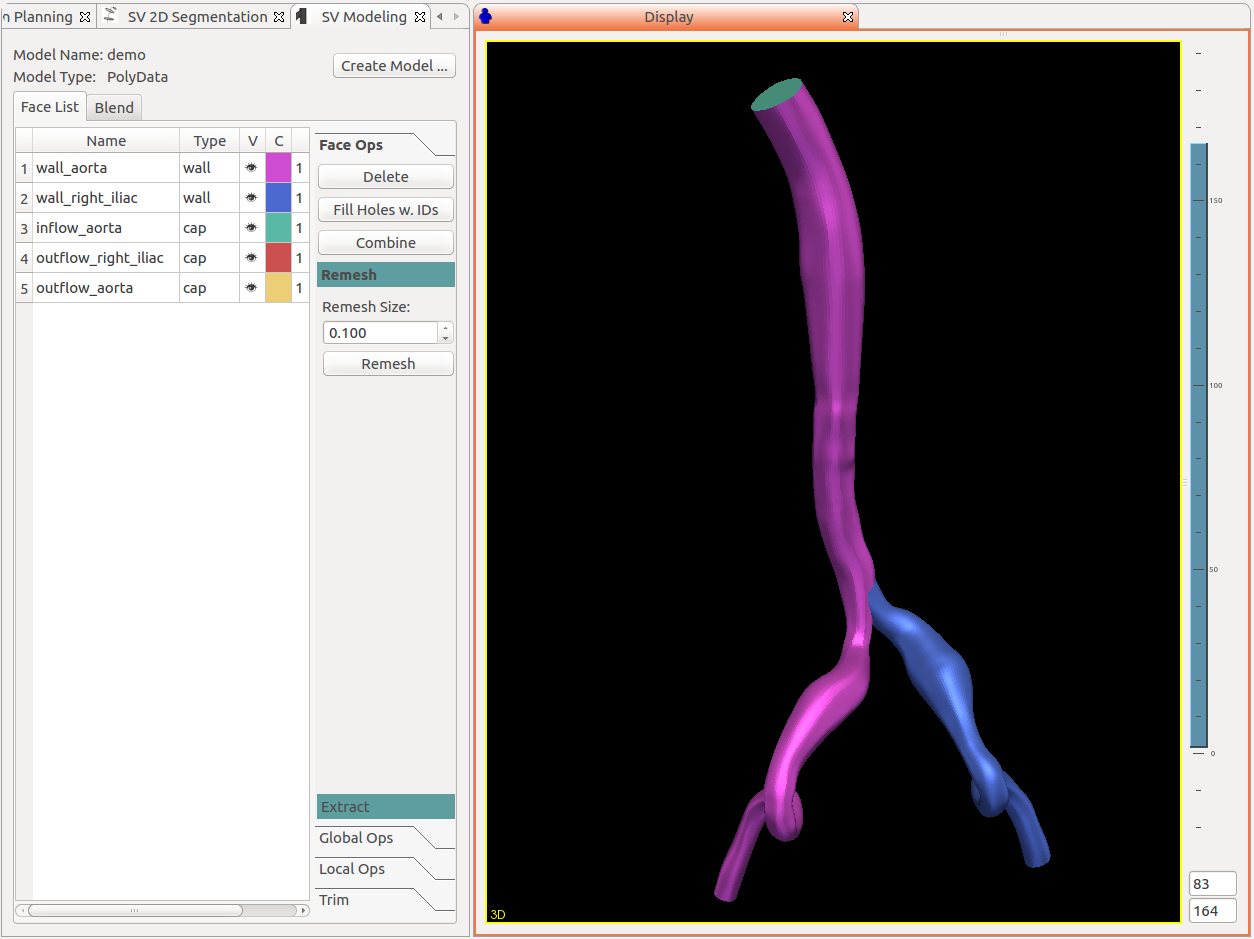 n Planning
SV 2D Segmentation
SV Modeling
Model Name: demo
Model Type: PolyData
Create Model ...
Face List
Blend
Name Type V C
1 wall_aorta wall 1
2 wall_right_iliac wall 1
3 inflow_aorta cap 1
4 outflow_right_iliac cap 1
5 outflow_aorta cap 1
Face Ops
Delete
Fill Holes w. IDs
Combine
Remesh
Remesh Size:
0.100
Remesh
Extract
Global Ops
Local Ops
Trim
Display
3D
150
100
50
0
83
164